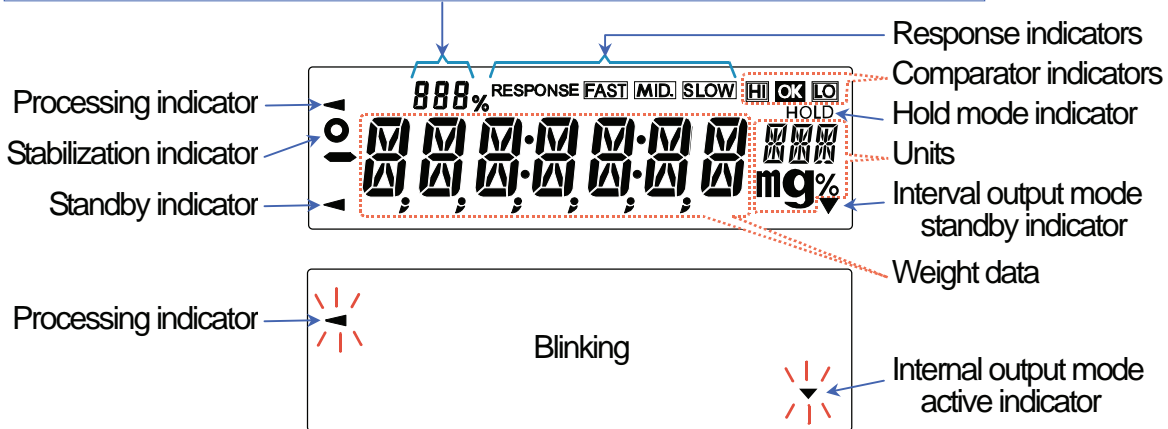 Response indicators
Comparator indicators
Processing indicator
888% RESPONSE FAST MID. SLOW HI OK LO
HOLD
Hold mode indicator
Stabilization indicator
Units
mg%
Standby indicator
Interval output mode
standby indicator
Weight data
Processing indicator
Blinking
Internal output mode
active indicator